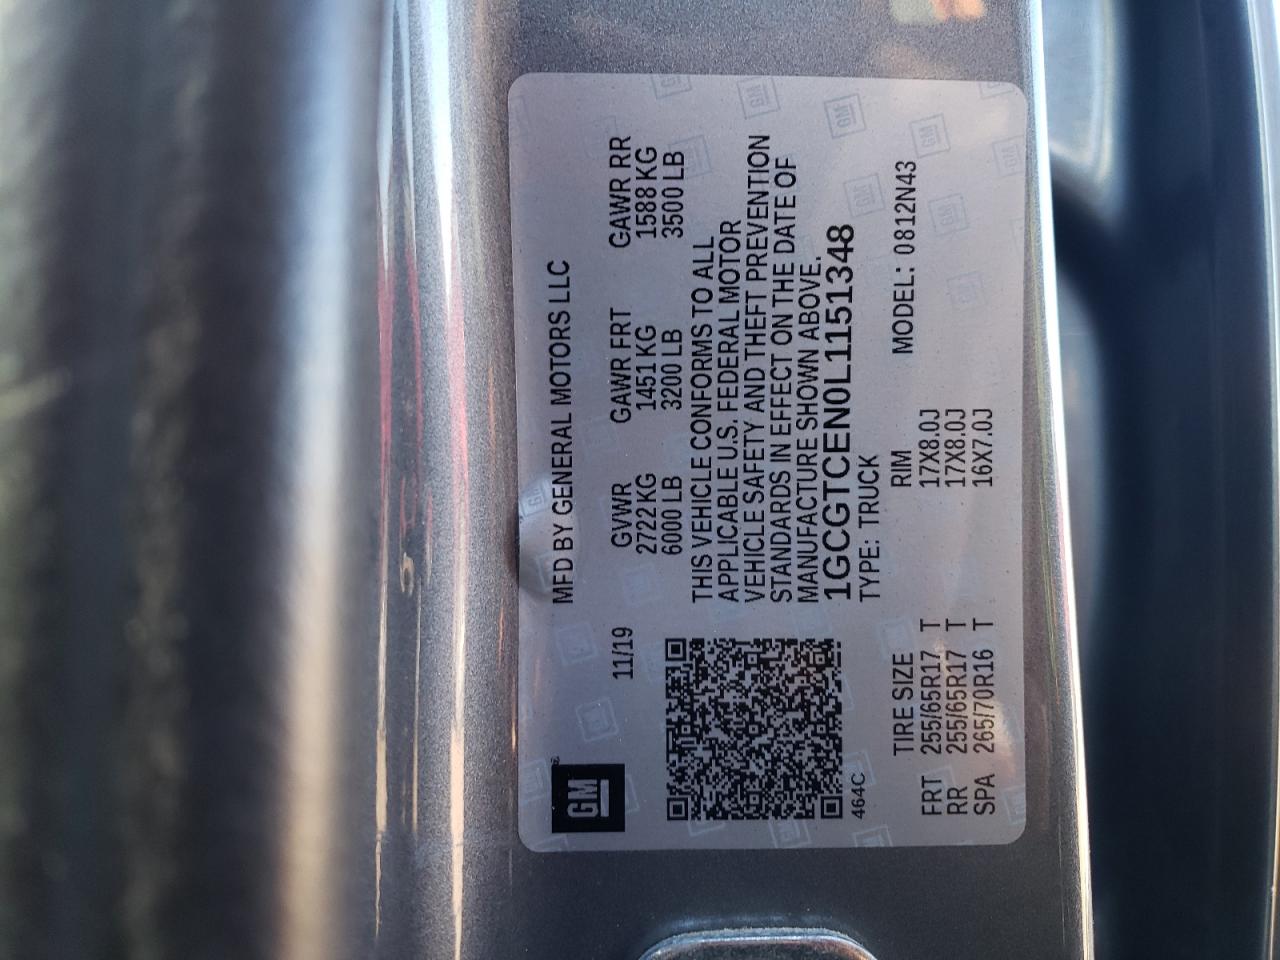 GM®
11/19
MFD BY GENERAL MOTORS LLC
GVWR GAWR FRT GAWR RR
2722 KG 1451 KG 1588 KG
6000 LB 3200 LB 3500 LB
THIS VEHICLE CONFORMS TO ALL
APPLICABLE U.S. FEDERAL MOTOR
VEHICLE SAFETY AND THEFT PREVENTION
STANDARDS IN EFFECT ON THE DATE OF
MANUFACTURE SHOWN ABOVE.
1GCGTCEN0L1151348
TYPE: TRUCK
464C
TIRE SIZE RIM MODEL: 0812N43
FRT 255/65R17 T 17X8.0J
RR 255/65R17 T 17X8.0J
SPA 265/70R16 T 16X7.0J